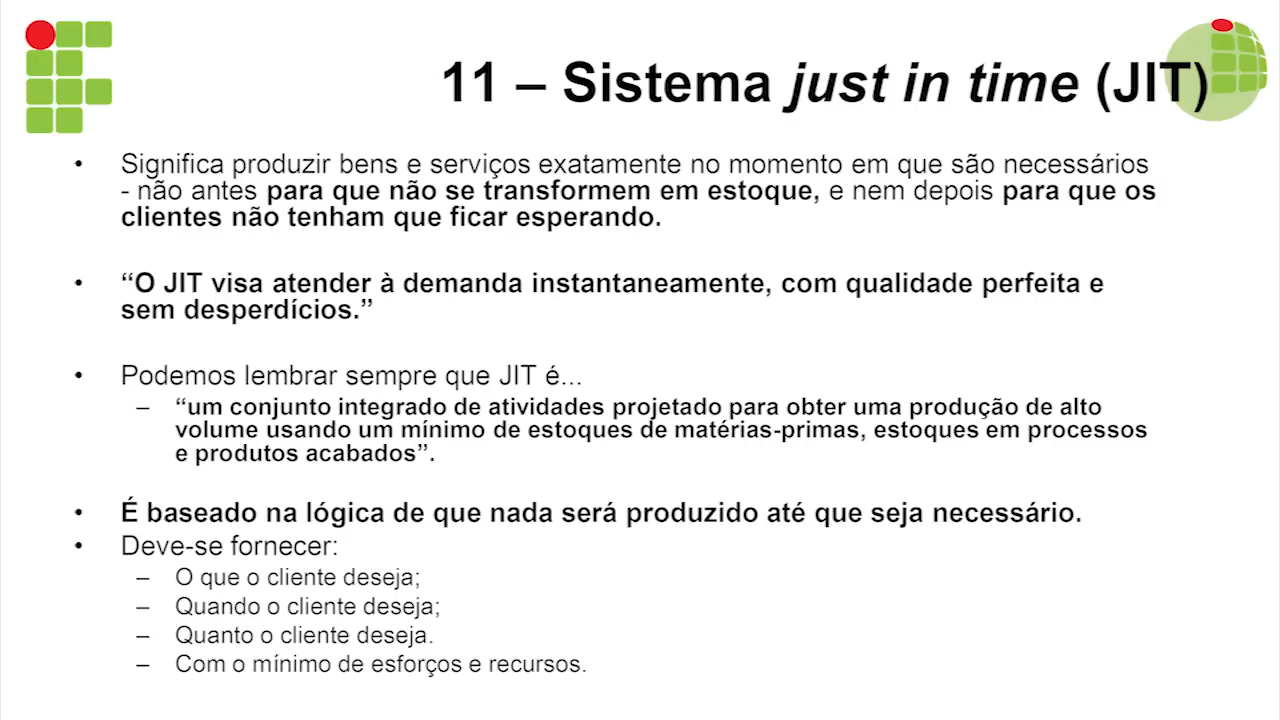 11 – Sistema just in time (JIT)
• Significa produzir bens e serviços exatamente no momento em que são necessários
- não antes para que não se transformem em estoque, e nem depois para que os
clientes não tenham que ficar esperando.
• “O JIT visa atender à demanda instantaneamente, com qualidade perfeita e
sem desperdícios.”
• Podemos lembrar sempre que JIT é...
– “um conjunto integrado de atividades projetado para obter uma produção de alto
volume usando um mínimo de estoques de matérias-primas, estoques em processos
e produtos acabados”.
• É baseado na lógica de que nada será produzido até que seja necessário.
• Deve-se fornecer:
– O que o cliente deseja;
– Quando o cliente deseja;
– Quanto o cliente deseja.
– Com o mínimo de esforços e recursos.